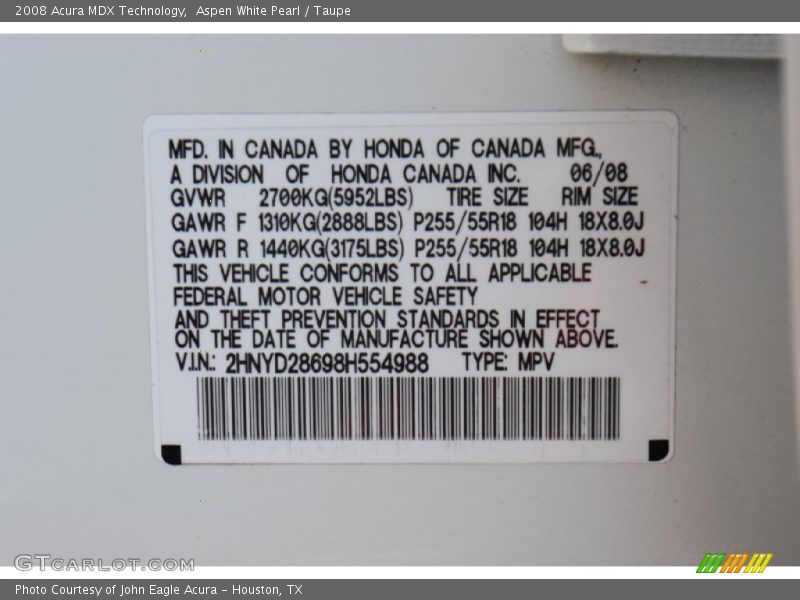 2008 Acura MDX Technology,  Aspen White Pearl / Taupe
MFD. IN CANADA BY HONDA OF CANADA MFG.,
A DIVISION OF HONDA CANADA INC. 06/08
GVWR 2700KG(5952LBS) TIRE SIZE RIM SIZE
GAWR F 1310KG(2888LBS) P255/55R18 104H 18X8.0J
GAWR R 1440KG(3175LBS) P255/55R18 104H 18X8.0J
THIS VEHICLE CONFORMS TO ALL APPLICABLE
FEDERAL MOTOR VEHICLE SAFETY
AND THEFT PREVENTION STANDARDS IN EFFECT
ON THE DATE OF MANUFACTURE SHOWN ABOVE.
V.I.N.: 2HNYD28698H554988 TYPE: MPV
GTCARLOT.COM
Photo Courtesy of John Eagle Acura - Houston, TX